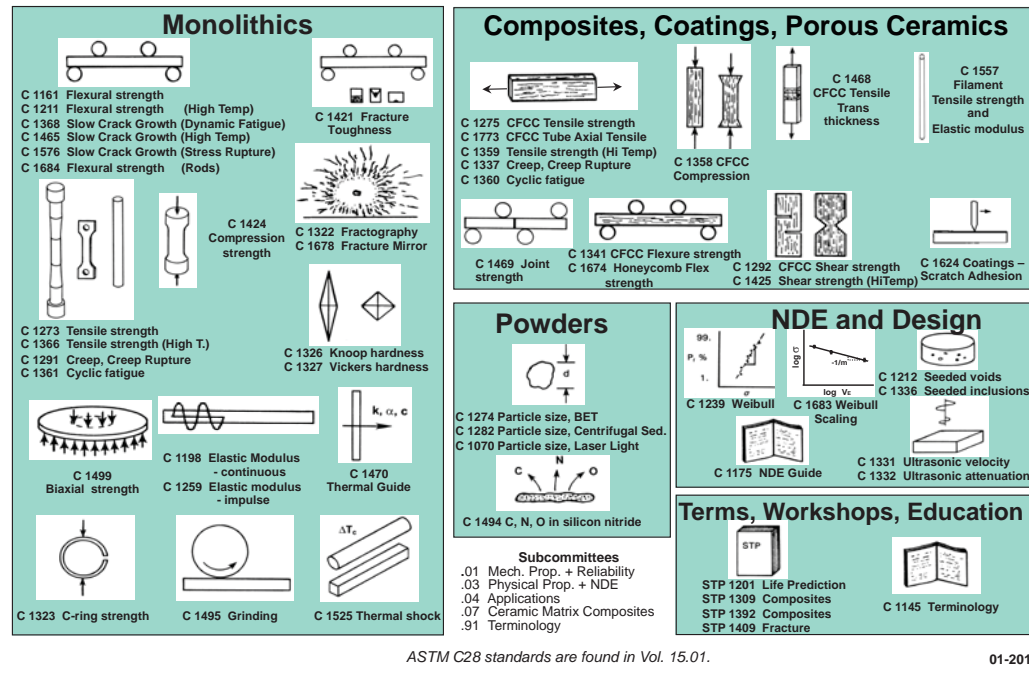 Monolithics
C 1161 Flexural strength
C 1211 Flexural strength (High Temp)
C 1368 Slow Crack Growth (Dynamic Fatigue)
C 1465 Slow Crack Growth (High Temp)
C 1576 Slow Crack Growth (Stress Rupture)
C 1684 Flexural strength (Rods)
C 1421 Fracture
Toughness
C 1424
Compression
strength
C 1322 Fractography
C 1678 Fracture Mirror
C 1273 Tensile strength
C 1366 Tensile strength (High T.)
C 1291 Creep, Creep Rupture
C 1361 Cyclic fatigue
C 1326 Knoop hardness
C 1327 Vickers hardness
C 1499
Biaxial strength
C 1198 Elastic Modulus
- continuous
C 1259 Elastic modulus
- impulse
k, α, c
C 1470
Thermal Guide
C 1323 C-ring strength
C 1495 Grinding
ΔTc
C 1525 Thermal shock
Composites, Coatings, Porous Ceramics
C 1275 CFCC Tensile strength
C 1773 CFCC Tube Axial Tensile
C 1359 Tensile strength (Hi Temp)
C 1337 Creep, Creep Rupture
C 1360 Cyclic fatigue
C 1358 CFCC
Compression
C 1468
CFCC Tensile
Trans
thickness
C 1557
Filament
Tensile strength
and
Elastic modulus
C 1469 Joint
strength
C 1341 CFCC Flexure strength
C 1674 Honeycomb Flex
strength
C 1292 CFCC Shear strength
C 1425 Shear strength (HiTemp)
C 1624 Coatings –
Scratch Adhesion
Powders
d
C 1274 Particle size, BET
C 1282 Particle size, Centrifugal Sed.
C 1070 Particle size, Laser Light
C N O
C 1494 C, N, O in silicon nitride
Subcommittees
.01 Mech. Prop. + Reliability
.03 Physical Prop. + NDE
.04 Applications
.07 Ceramic Matrix Composites
.91 Terminology
NDE and Design
99.
P, %
1.
σ
C 1239 Weibull
log σ
-1/m
log VE
C 1683 Weibull
Scaling
C 1212 Seeded voids
C 1336 Seeded inclusions
C 1175 NDE Guide
C 1331 Ultrasonic velocity
C 1332 Ultrasonic attenuation
Terms, Workshops, Education
STP
STP 1201 Life Prediction
STP 1309 Composites
STP 1392 Composites
STP 1409 Fracture
C 1145 Terminology
ASTM C28 standards are found in Vol. 15.01.
01-201